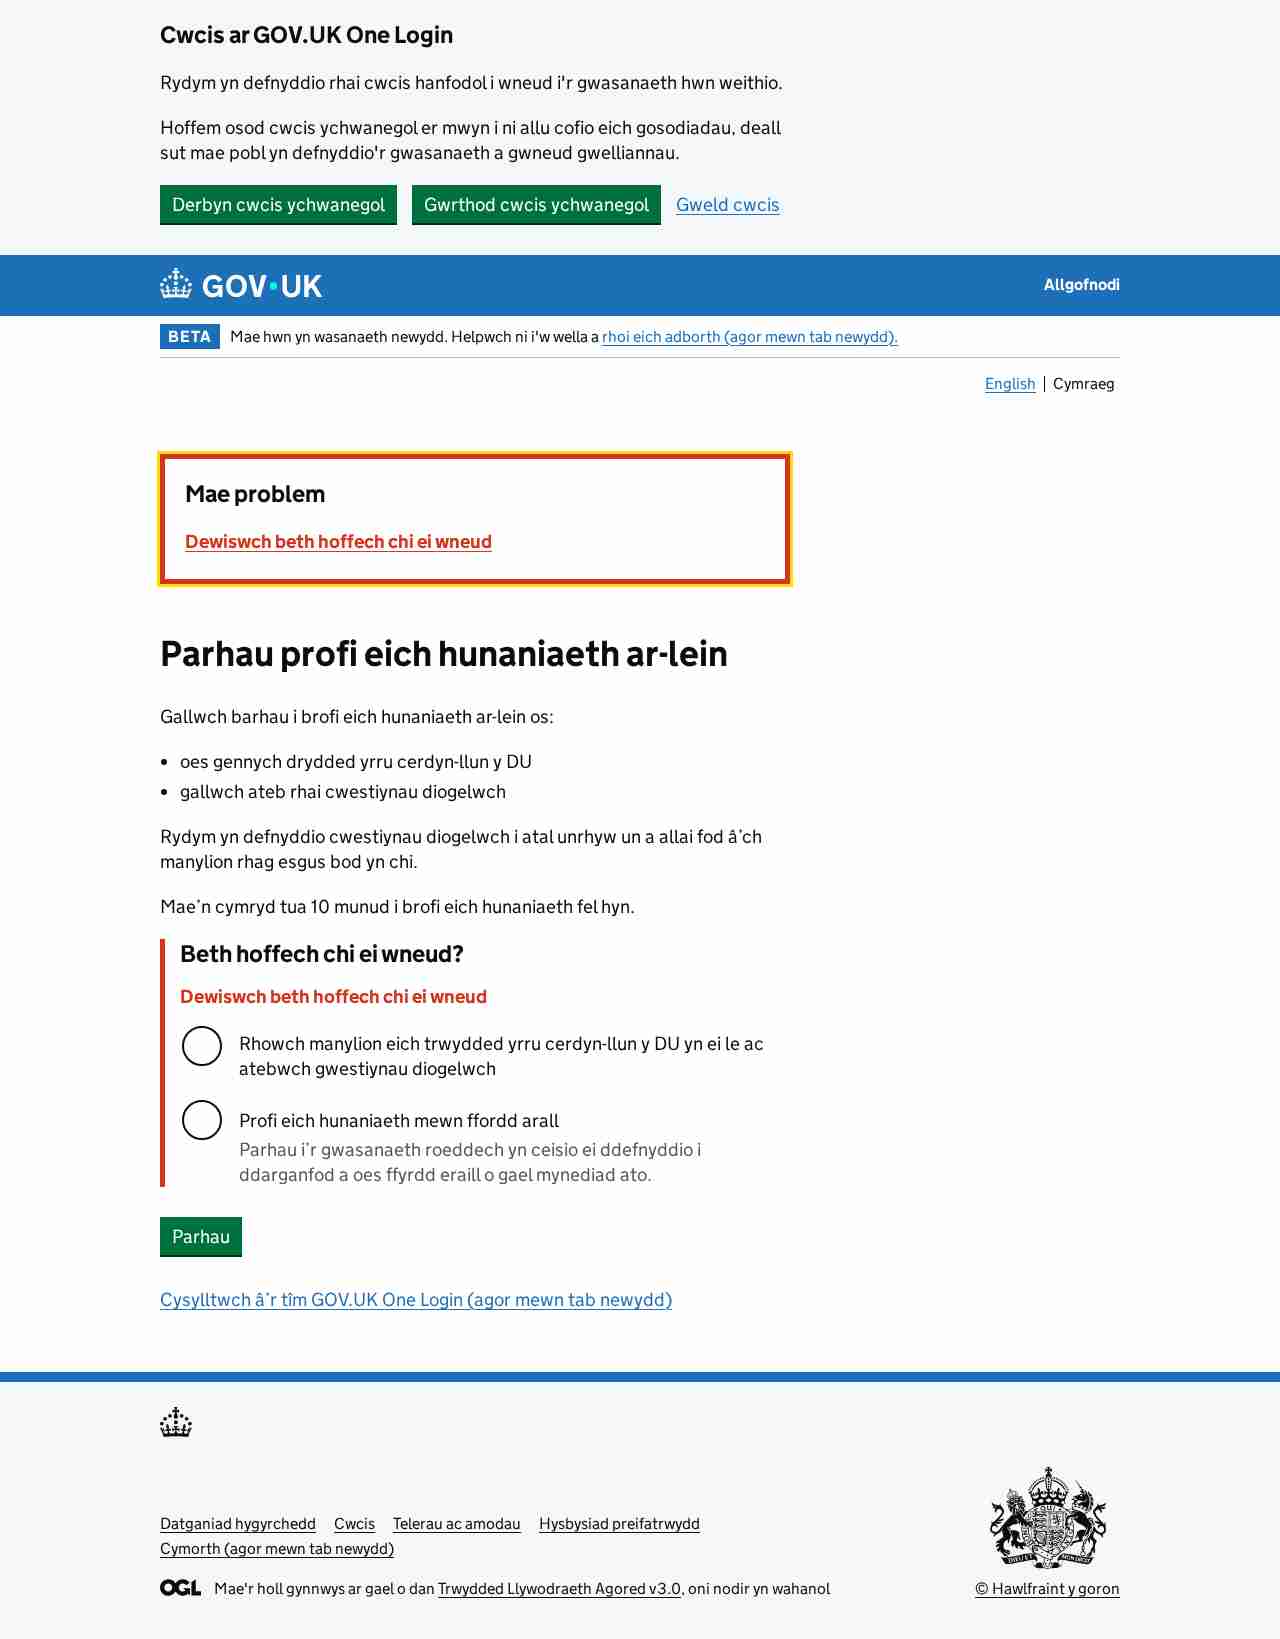 Cwcis ar GOV.UK One Login
Rydym yn defnyddio rhai cwcis hanfodol i wneud i'r gwasanaeth hwn weithio.
Hoffem osod cwcis ychwanegol er mwyn i ni allu cofio eich gosodiadau, deall
sut mae pobl yn defnyddio'r gwasanaeth a gwneud gwelliannau.
Derbyn cwcis ychwanegol Gwrthod cwcis ychwanegol Gweld cwcis
GOV·UK Allgofnodi
BETA Mae hwn yn wasanaeth newydd. Helpwch ni i'w wella a rhoi eich adborth (agor mewn tab newydd).
English Cymraeg
Mae problem
Dewiswch beth hoffech chi ei wneud
Parhau profi eich hunaniaeth ar-lein
Gallwch barhau i brofi eich hunaniaeth ar-lein os:
• oes gennych drydded yrru cerdyn-llun y DU
• gallwch ateb rhai cwestiynau diogelwch
Rydym yn defnyddio cwestiynau diogelwch i atal unrhyw un a allai fod â’ch
manylion rhag esgus bod yn chi.
Mae’n cymryd tua 10 munud i brofi eich hunaniaeth fel hyn.
Beth hoffech chi ei wneud?
Dewiswch beth hoffech chi ei wneud
Rhowch manylion eich trwydded yrru cerdyn-llun y DU yn ei le ac
atebwch gwestiynau diogelwch
Profi eich hunaniaeth mewn ffordd arall
Parhau i’r gwasanaeth roeddech yn ceisio ei ddefnyddio i
ddarganfod a oes ffyrdd eraill o gael mynediad ato.
Parhau
Cysylltwch â’r tîm GOV.UK One Login (agor mewn tab newydd)
Datganiad hygyrchedd Cwcis Telerau ac amodau Hysbysiad preifatrwydd
Cymorth (agor mewn tab newydd)
OGL Mae'r holl gynnwys ar gael o dan Trwydded Llywodraeth Agored v3.0, oni nodir yn wahanol
© Hawlfraint y goron